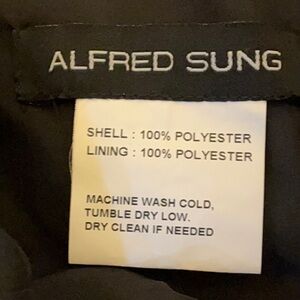 ALFRED SUNG
SHELL : 100% POLYESTER
LINING : 100% POLYESTER
MACHINE WASH COLD,
TUMBLE DRY LOW.
DRY CLEAN IF NEEDED